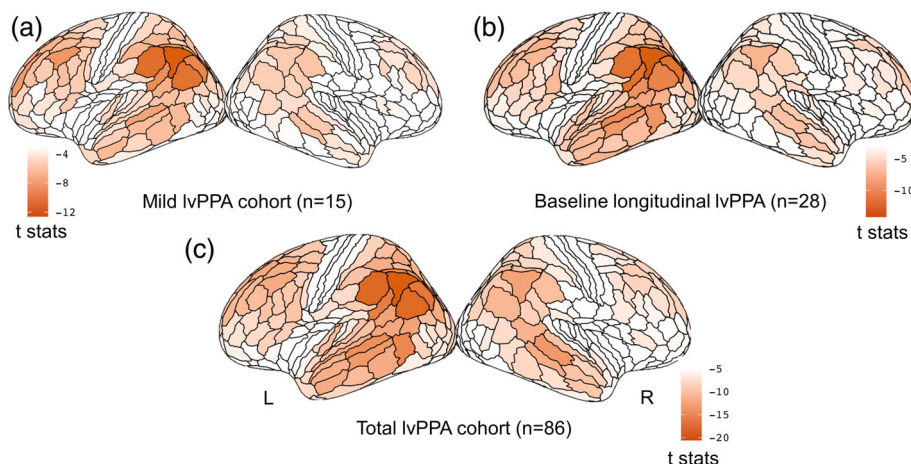 (a)
(b)
-4
-8
-12
t stats
Mild lvPPA cohort (n=15)
Baseline longitudinal lvPPA (n=28)
-5
-10
t stats
(c)
L
R
Total lvPPA cohort (n=86)
-5
-10
-15
-20
t stats